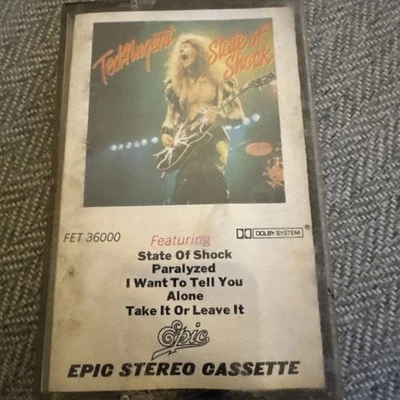 Ted Nugent State of
Shock
FET 36000
Featuring
DOLBY SYSTEM
State Of Shock
Paralyzed
I Want To Tell You
Alone
Take It Or Leave It
Epic
EPIC STEREO CASSETTE